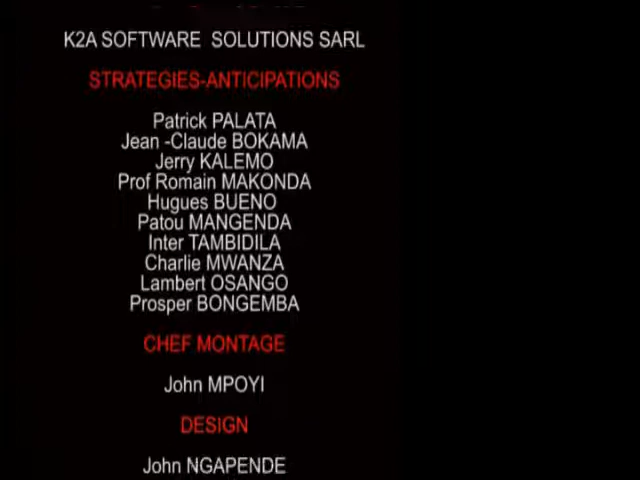 K2A SOFTWARE SOLUTIONS SARL
STRATEGIES-ANTICIPATIONS
Patrick PALATA
Jean -Claude BOKAMA
Jerry KALEMO
Prof Romain MAKONDA
Hugues BUENO
Patou MANGENDA
Inter TAMBIDILA
Charlie MWANZA
Lambert OSANGO
Prosper BONGEMBA
CHEF MONTAGE
John MPOYI
DESIGN
John NGAPENDE